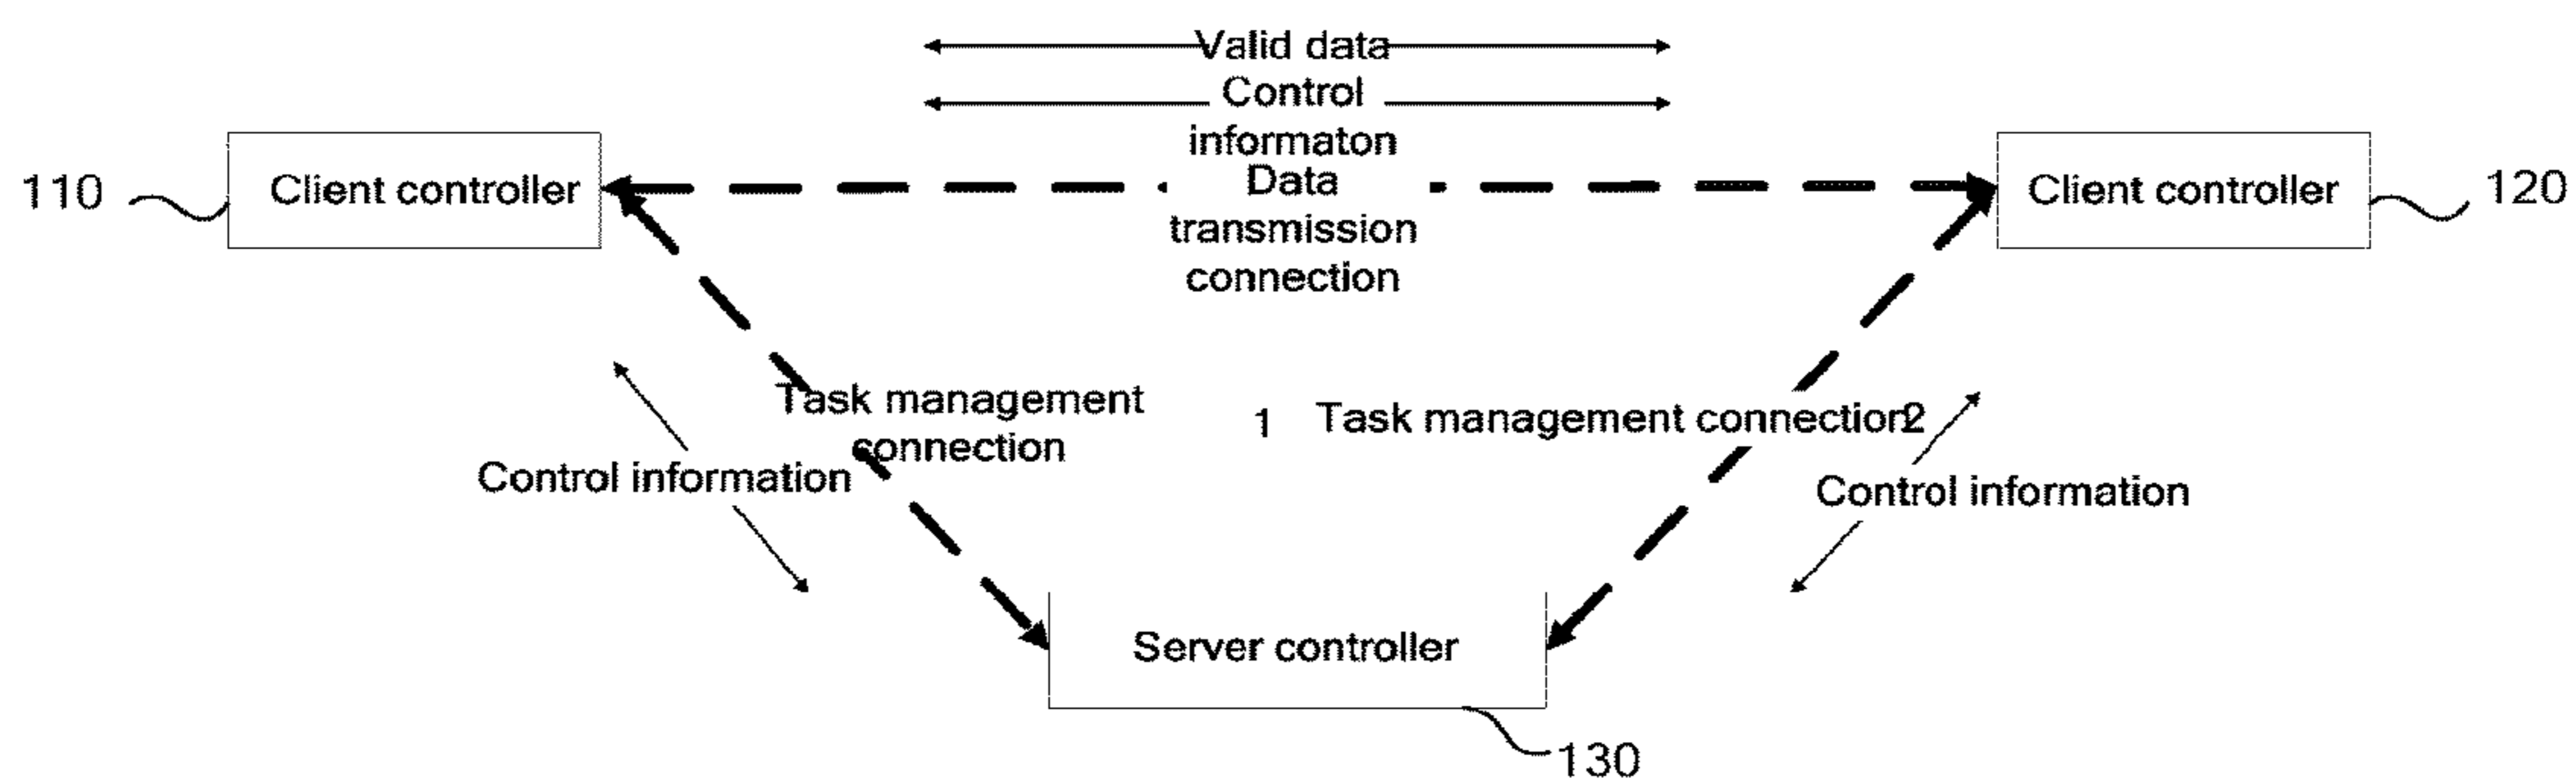 Valid data
Control
informaton
Data
transmission
connection
110
Client controller
Client controller
120
Task management
connection
1
Task management connection2
Control information
Control information
Server controller
130